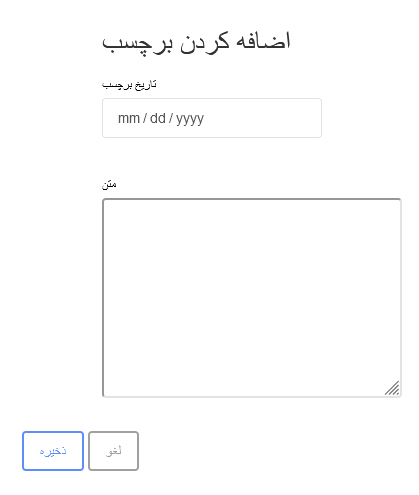 اضافه کردن برچسب
تاریخ برچسب
mm / dd / yyyy
متن
ذخیره
لغو